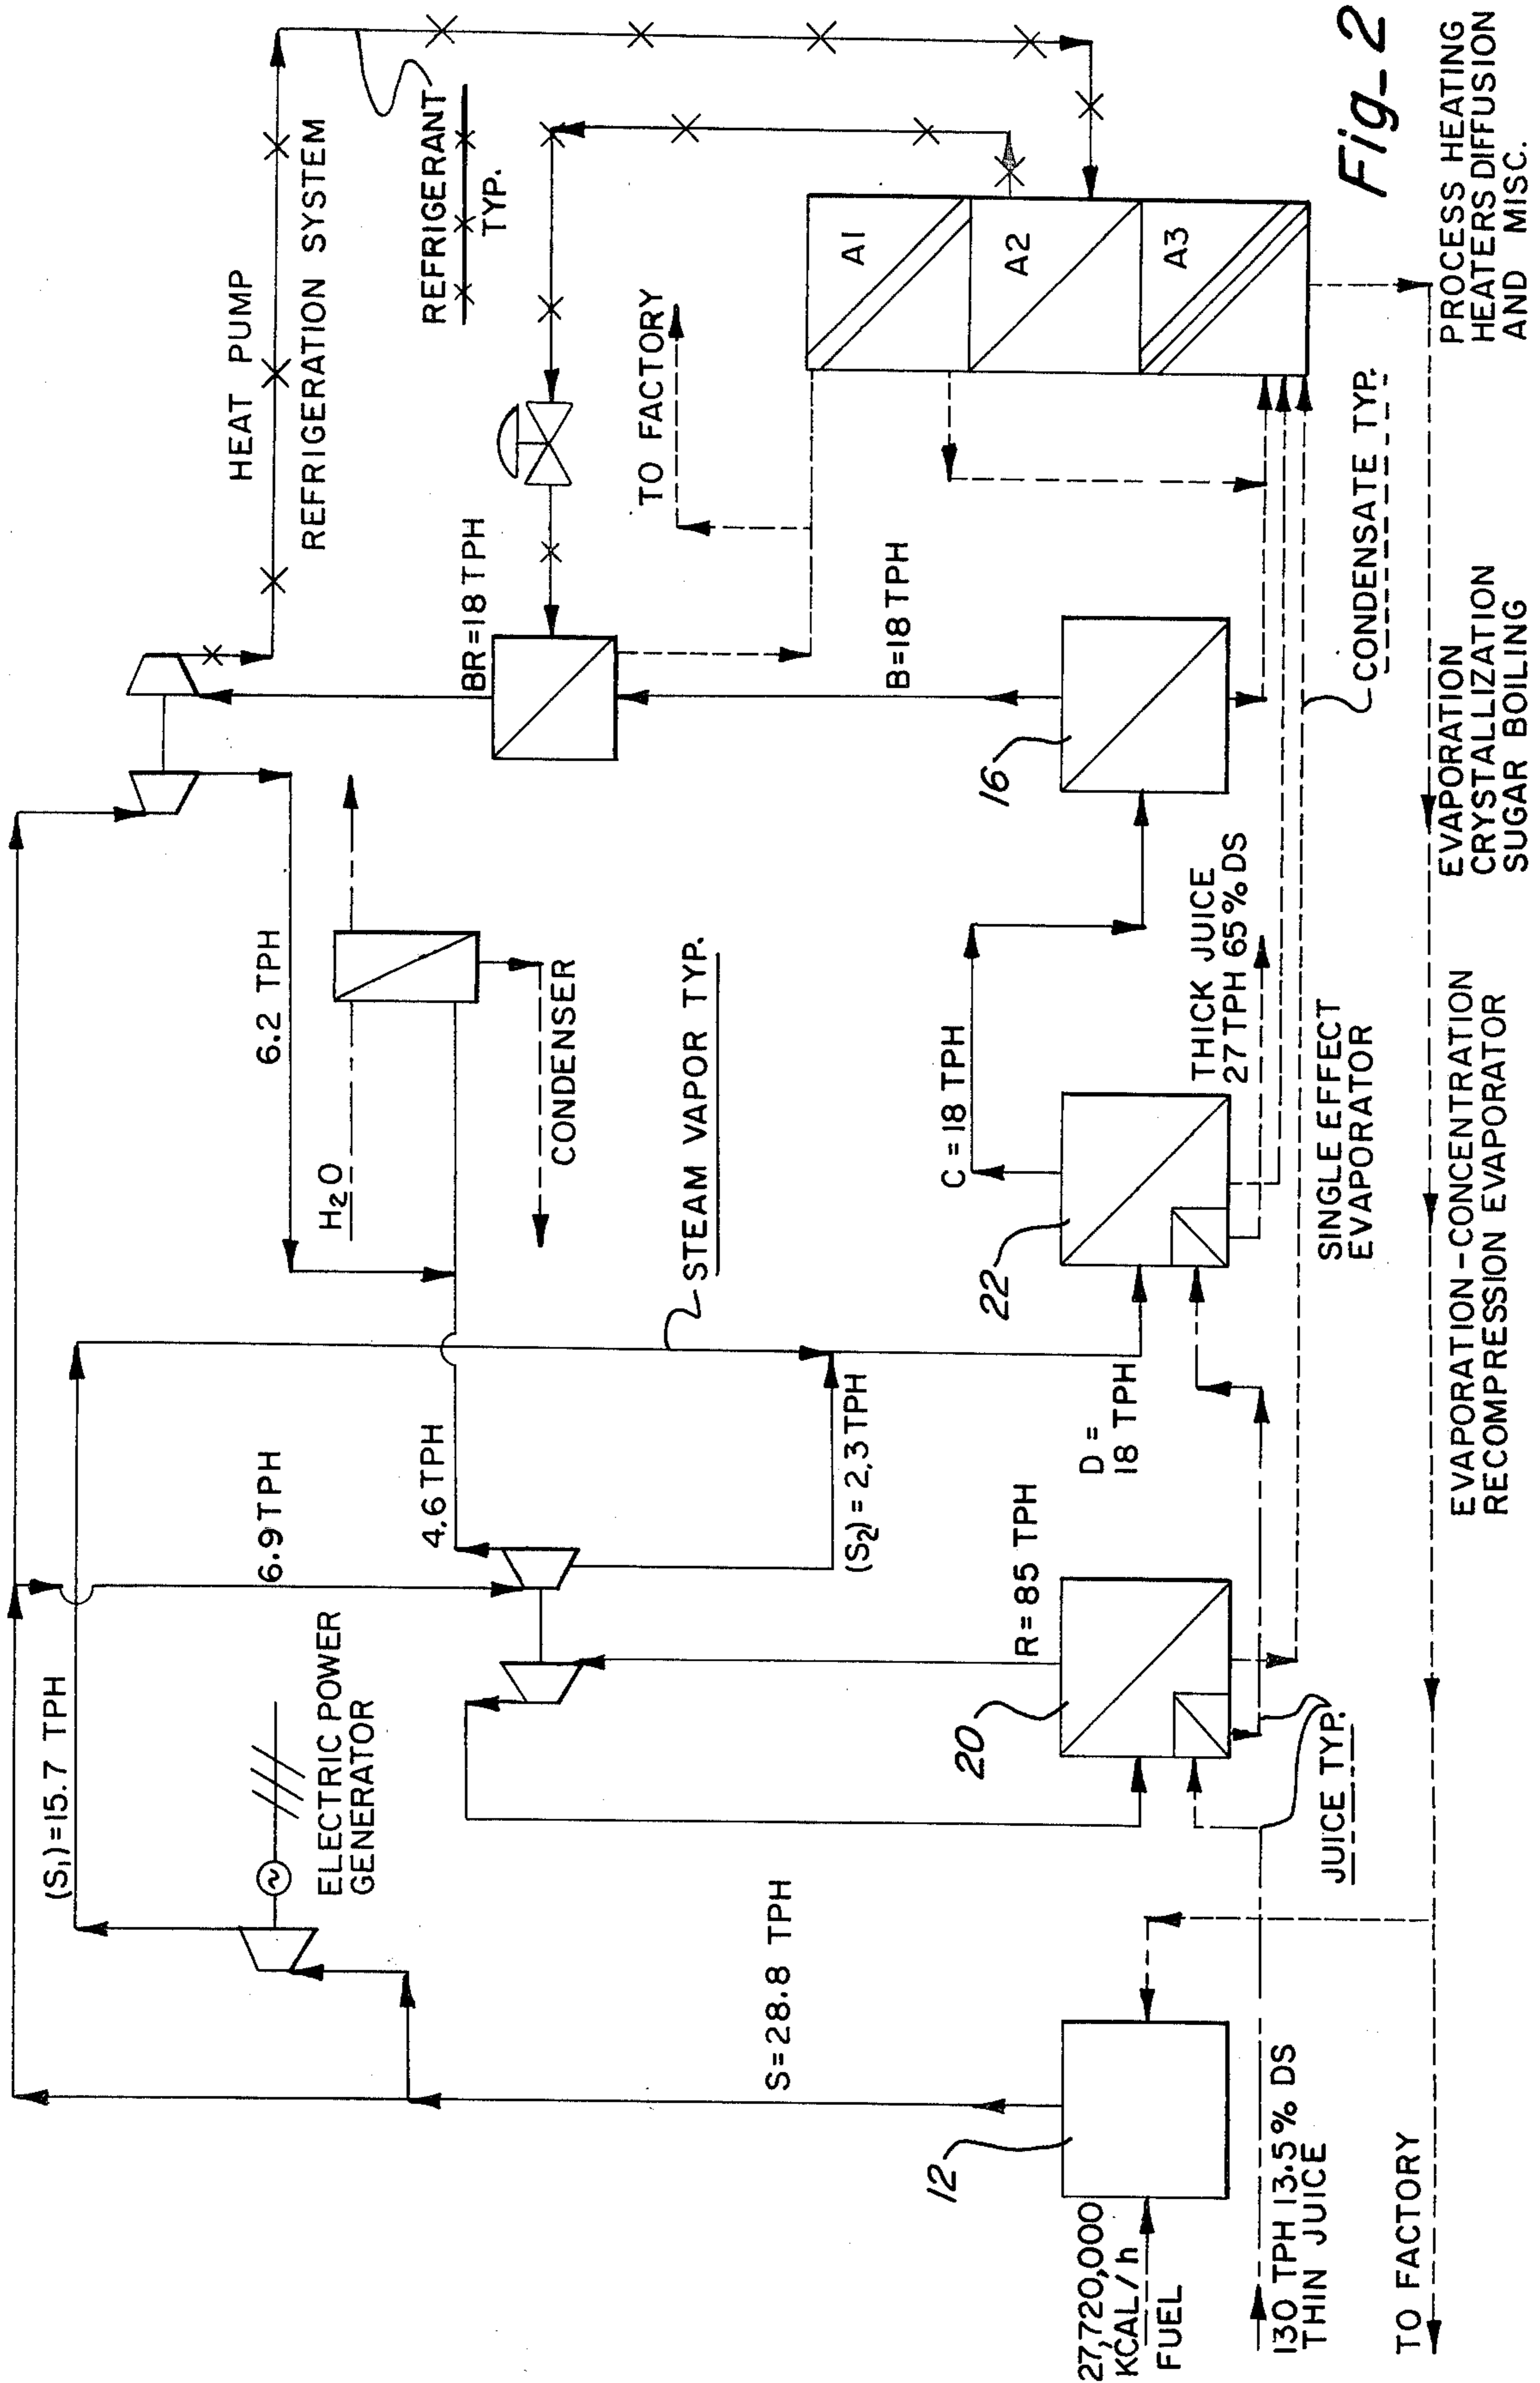 HEAT PUMP
REFRIGERATION SYSTEM
REFRIGERANT
TYP.
TO FACTORY
A1
A2
A3
BR=18 TPH
B=18 TPH
16
6.2 TPH
H2O
CONDENSER
STEAM VAPOR TYP.
C=18 TPH
22
THICK JUICE
27 TPH 65% DS
SINGLE EFFECT
EVAPORATOR
CONDENSATE TYP.
(S1)=15.7 TPH
6.9 TPH
4,6 TPH
(S2)=2,3 TPH
D =
18 TPH
ELECTRIC POWER
GENERATOR
R=85 TPH
20
JUICE TYP.
S=28.8 TPH
12
27,720,000
KCAL/h
FUEL
130 TPH 13.5% DS
THIN JUICE
TO FACTORY
EVAPORATION-CONCENTRATION
RECOMPRESSION EVAPORATOR
EVAPORATION
CRYSTALLIZATION
SUGAR BOILING
PROCESS HEATING
HEATERS DIFFUSION
AND MISC.
Fig-2